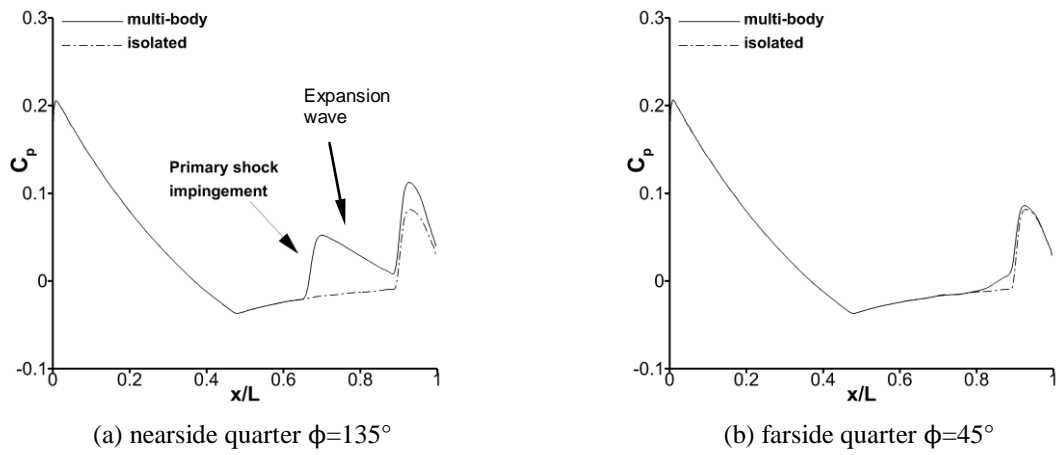 0.3
multi-body
isolated
0.2
Cp
0.1
0
-0.1
Expansion
wave
Primary shock
impingement
0 0.2 0.4 0.6 0.8 1
x/L
(a) nearside quarter ϕ=135°
0.3
multi-body
isolated
0.2
Cp
0.1
0
-0.1
0 0.2 0.4 0.6 0.8 1
x/L
(b) farside quarter ϕ=45°